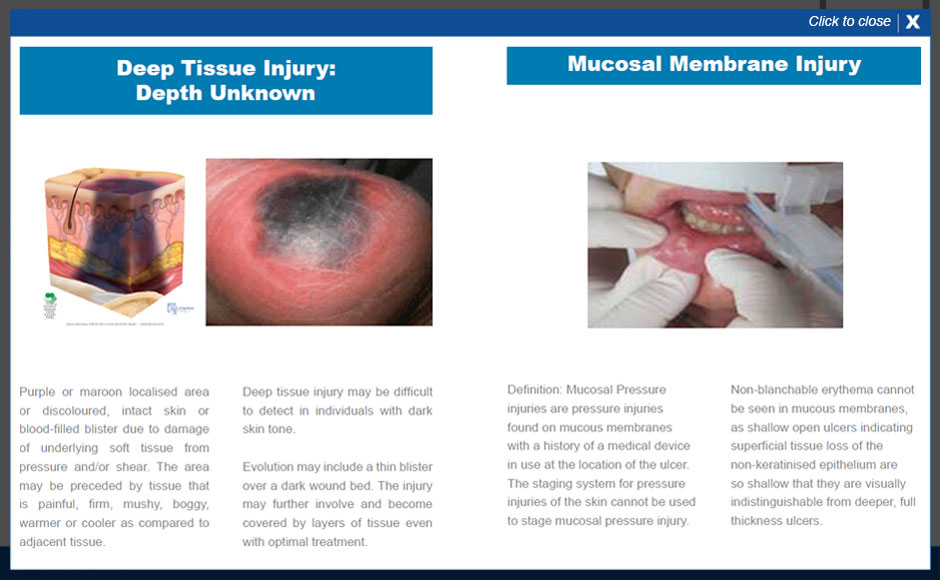 Click to close X
Deep Tissue Injury:
Depth Unknown
Purple or maroon localised area
or discoloured, intact skin or
blood-filled blister due to damage
of underlying soft tissue from
pressure and/or shear. The area
may be preceded by tissue that
is painful, firm, mushy, boggy,
warmer or cooler as compared to
adjacent tissue.
Deep tissue injury may be difficult
to detect in individuals with dark
skin tone.
Evolution may include a thin blister
over a dark wound bed. The injury
may further involve and become
covered by layers of tissue even
with optimal treatment.
Mucosal Membrane Injury
Definition: Mucosal Pressure
injuries are pressure injuries
found on mucous membranes
with a history of a medical device
in use at the location of the ulcer.
The staging system for pressure
injuries of the skin cannot be used
to stage mucosal pressure injury.
Non-blanchable erythema cannot
be seen in mucous membranes,
as shallow open ulcers indicating
superficial tissue loss of the
non-keratinised epithelium are
so shallow that they are visually
indistinguishable from deeper, full
thickness ulcers.